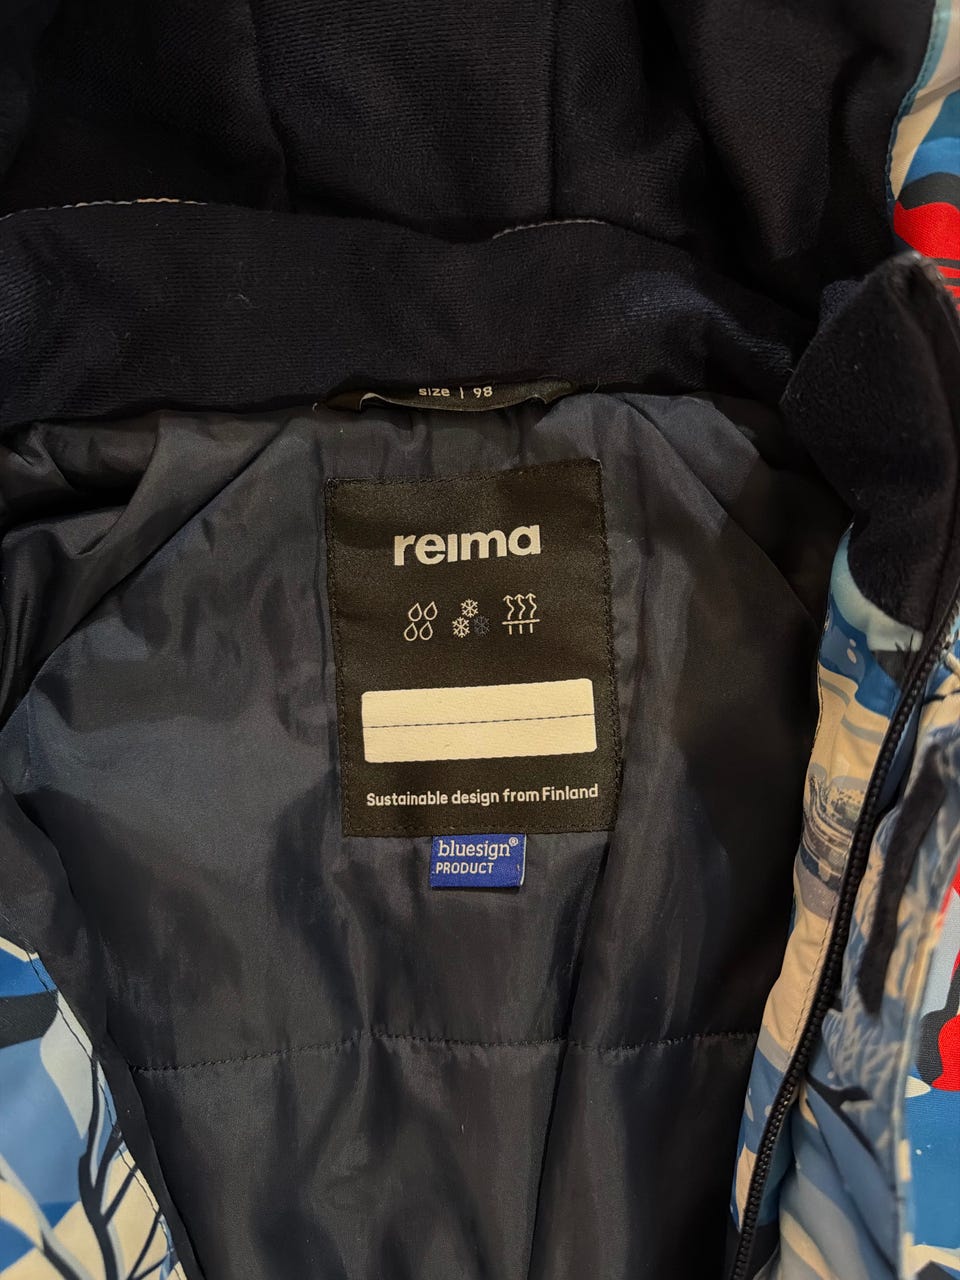 size | 98
reima
Sustainable design from Finland
bluesign®
PRODUCT